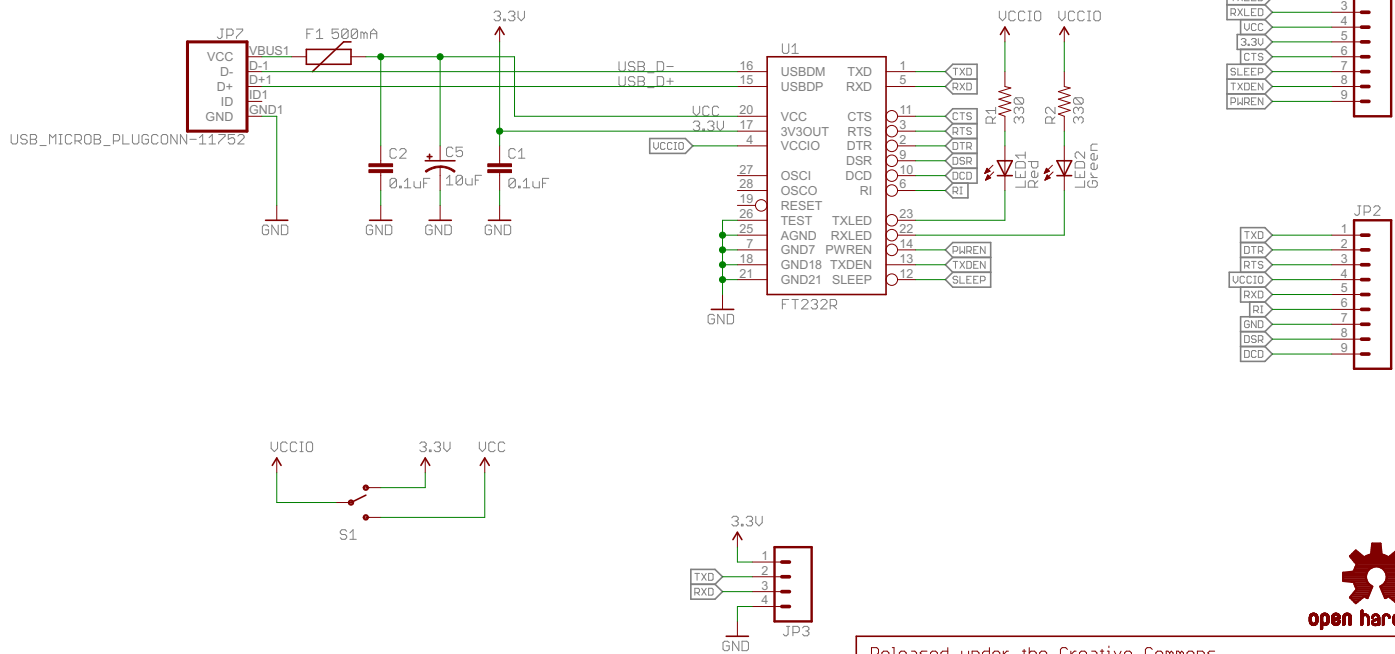 JP7
VCC
D-
D+
ID
GND
VBUS1
D-1
D+1
ID1
GND1
USB_MICROB_PLUGCONN-11752
F1 500mA
3.3V
C2
0.1uF
C5
10uF
C1
0.1uF
GND
GND
GND
GND
USB_D-
USB_D+
VCC
3.3V
VCCIO
U1
16 USBDM TXD 1 TXD
15 USBDP RXD 5 RXD
20 VCC CTS 11 CTS
17 3V3OUT RTS 3 RTS
4 VCCIO DTR 2 DTR
DSR 9 DSR
27 OSCI DCD 10 DCD
28 OSCO RI 6 RI
19 RESET
26 TEST TXLED 23
25 AGND RXLED 22
7 GND7 PWREN 14 PWREN
18 GND18 TXDEN 13 TXDEN
21 GND21 SLEEP 12 SLEEP
FT232R
GND
VCCIO VCCIO
R1
330
R2
330
LED1
Red
LED2
Green
RXLED 3
VCC 4
3.3V 5
CTS 6
SLEEP 7
TXDEN 8
PWREN 9
JP2
TXD 1
DTR 2
RTS 3
VCCIO 4
RXD 5
RI 6
GND 7
DSR 8
DCD 9
VCCIO 3.3V VCC
S1
3.3V
1
TXD 2
RXD 3
4
JP3
GND
open har
Released under the Creative Commons